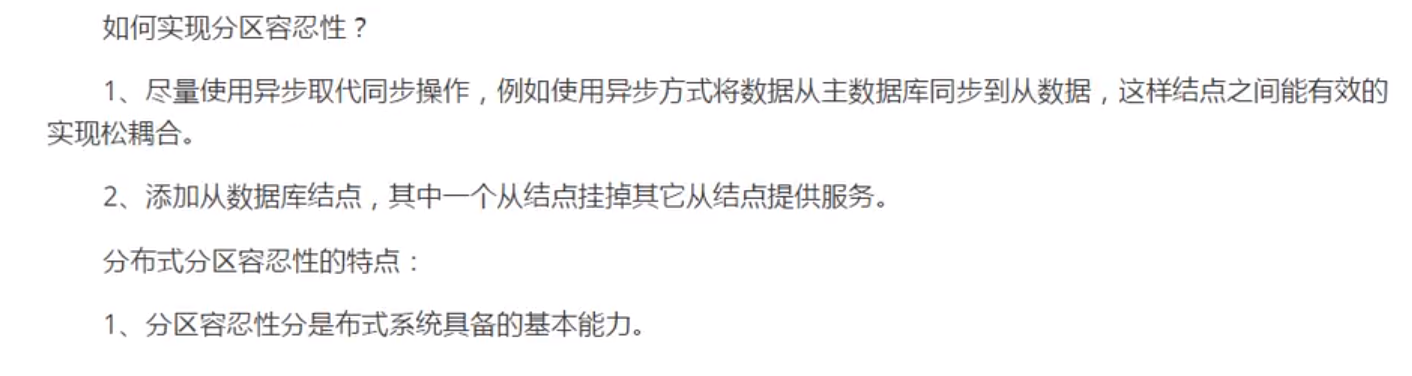 如何实现分区容忍性？
1、尽量使用异步取代同步操作，例如使用异步方式将数据从主数据库同步到从数据，这样结点之间能有效的
实现松耦合。
2、添加从数据库结点，其中一个从结点挂掉其它从结点提供服务。
分布式分区容忍性的特点：
1、分区容忍性分是布式系统具备的基本能力。